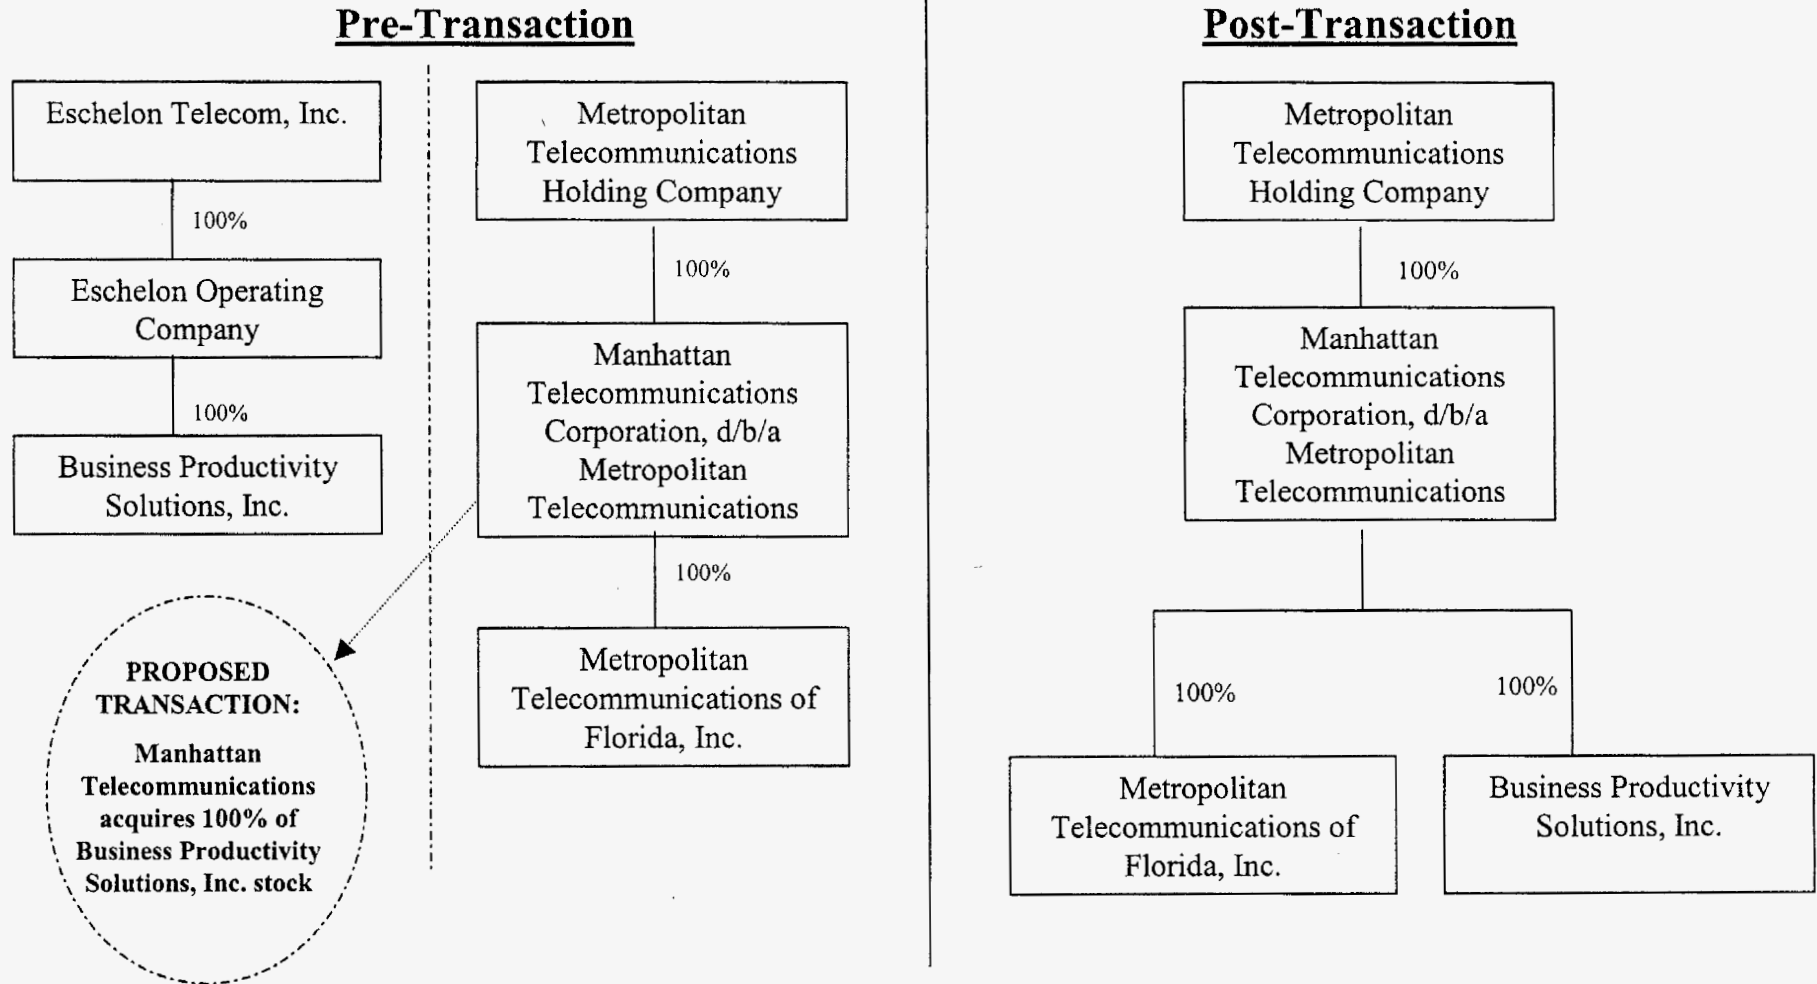 Pre-Transaction
Eschelon Telecom, Inc.
100%
Eschelon Operating
Company
100%
Business Productivity
Solutions, Inc.
PROPOSED
TRANSACTION:
Manhattan
Telecommunications
acquires 100% of
Business Productivity
Solutions, Inc. stock
Metropolitan
Telecommunications
Holding Company
100%
Manhattan
Telecommunications
Corporation, d/b/a
Metropolitan
Telecommunications
100%
Metropolitan
Telecommunications of
Florida, Inc.
Post-Transaction
Metropolitan
Telecommunications
Holding Company
100%
Manhattan
Telecommunications
Corporation, d/b/a
Metropolitan
Telecommunications
100%
100%
Metropolitan
Telecommunications of
Florida, Inc.
Business Productivity
Solutions, Inc.